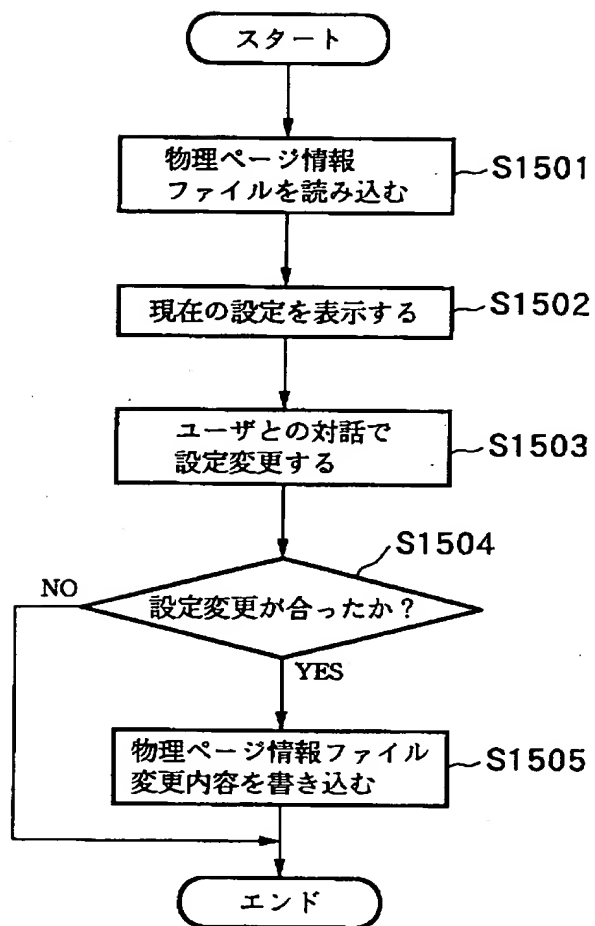 スタート
物理ページ情報
ファイルを読み込む
S1501
現在の設定を表示する
S1502
ユーザとの対話で
設定変更する
S1503
S1504
設定変更が合ったか?
NO
YES
物理ページ情報ファイル
変更内容を書き込む
S1505
エンド